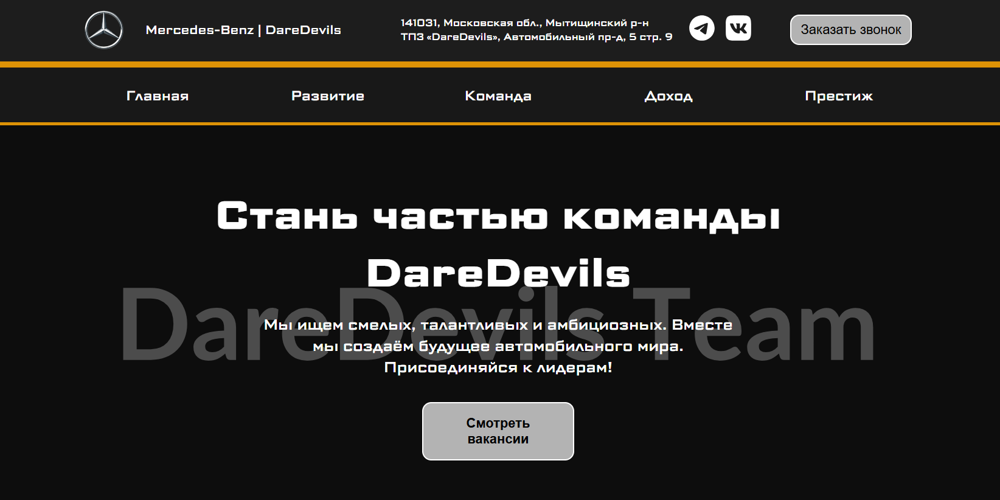 Mercedes-Benz | DareDevils
141031, Московская обл., Мытищинский р-н
ТПЗ «DareDevils», Автомобильный пр-д, 5 стр. 9
Заказать звонок
Главная
Развитие
Команда
Доход
Престиж
Стань частью команды
DareDevils
DareDevils Team
Мы ищем смелых, талантливых и амбициозных. Вместе
мы создаём будущее автомобильного мира.
Присоединяйся к лидерам!
Смотреть
вакансии